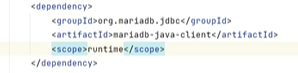 <dependency>
<groupId>org.mariadb.jdbc</groupId>
<artifactId>mariadb-java-client</artifactId>
<scope>runtime</scope>
</dependency>